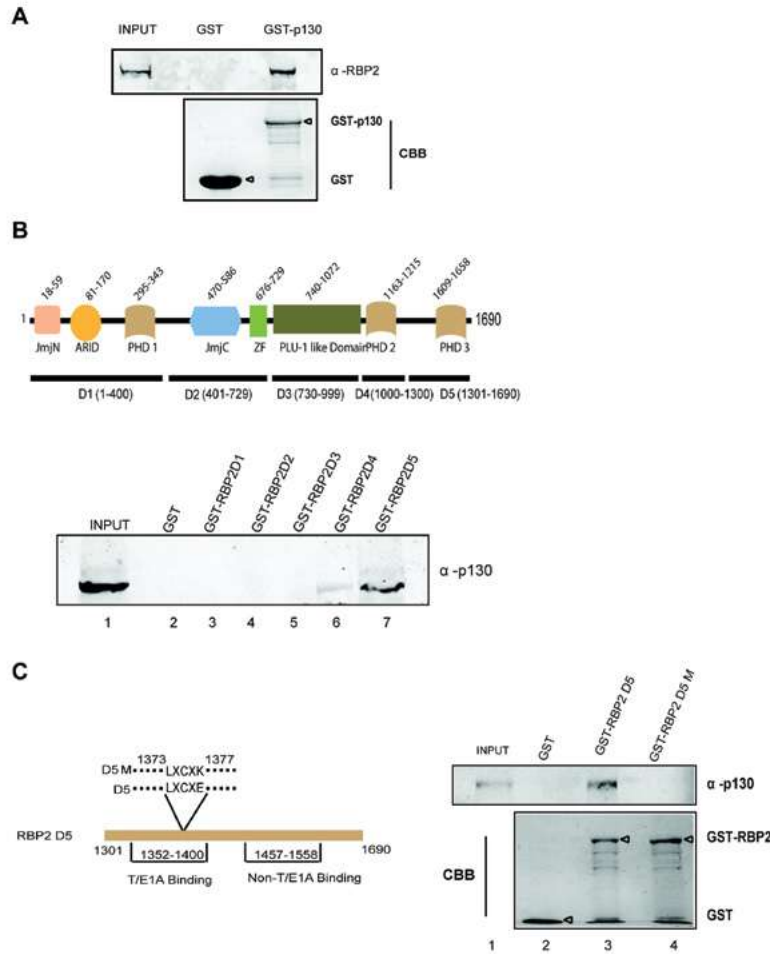 A
INPUT GST GST-p130
α -RBP2
GST-p130
CBB
GST
B
18-59 81-170 295-343 470-586 676-729 740-1072 1163-1215 1609-1658
1 1690
JmjN ARID PHD 1 JmjC ZF PLU-1 like Domain PHD 2 PHD 3
D1 (1-400) D2 (401-729) D3 (730-999) D4(1000-1300) D5 (1301-1690)
INPUT GST GST-RBP2D1 GST-RBP2D2 GST-RBP2D3 GST-RBP2D4 GST-RBP2D5
α -p130
1 2 3 4 5 6 7
C
1373 1377
D5 M LXCXK
D5 LXCXE
RBP2 D5
1301 1690
1352-1400 1457-1558
T/E1A Binding Non-T/E1A Binding
INPUT GST GST-RBP2 D5 GST-RBP2 D5 M
α -p130
GST-RBP2
CBB
GST
1 2 3 4